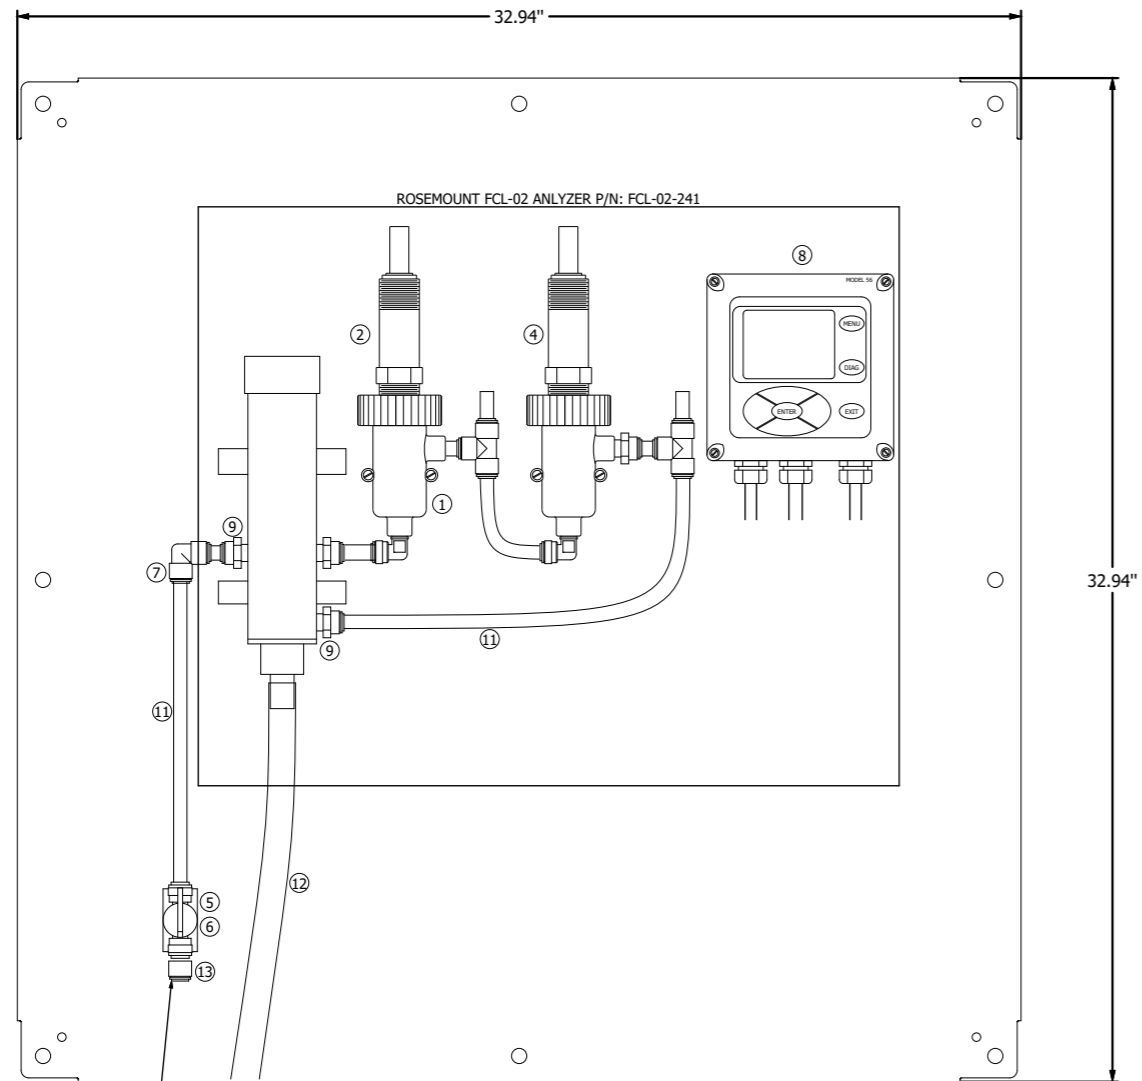 32.94"
ROSEMOUNT FCL-02 ANLYZER P/N: FCL-02-241
8
MODEL 56
2
4
MENU
DIAG
ENTER
EXIT
1
9
7
32.94"
11
9
11
12
5
6
13